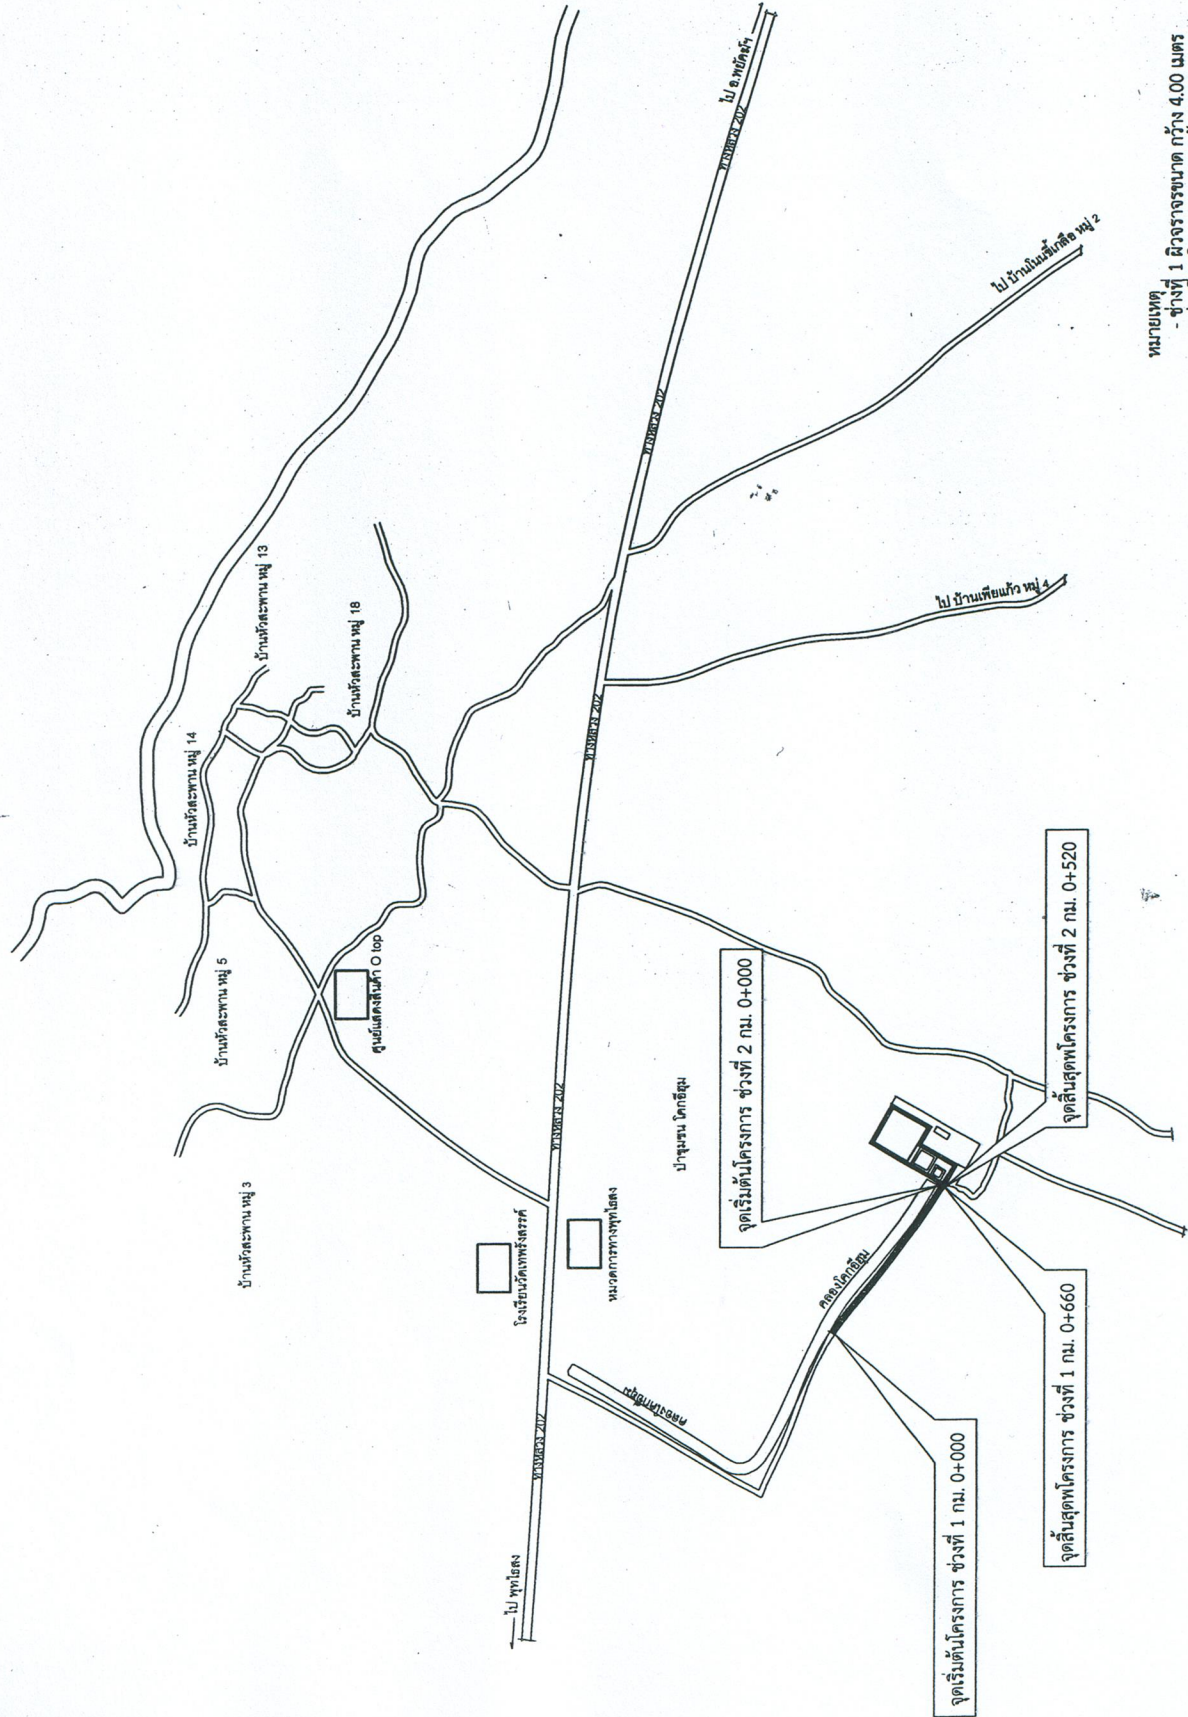 ไป พุทไธสง
ทางหลวง 202
ทางหลวง 202
ทางหลวง 202
ทางหลวง 202
ทางหลวง 202
ไป อ.พยัคฆฯ
บ้านหัวสะพาน หมู่ 3
บ้านหัวสะพาน หมู่ 5
บ้านหัวสะพาน หมู่ 14
บ้านหัวสะพาน หมู่ 13
บ้านหัวสะพาน หมู่ 18
ศูนย์แสดงสินค้า O top
โรงเรียนวัดเทพรังสรรค์
หมวดการทางพุทไธสง
ป่าชุมชน โคกอีฮุม
คลองโคกอีฮุม
คลองโคกอีฮุม
ไป บ้านเพียแก้ว หมู่ 4
ไป บ้านโนนขี้เกลือ หมู่ 2
จุดเริ่มต้นโครงการ ช่วงที่ 2 กม. 0+000
จุดสิ้นสุดพโครงการ ช่วงที่ 2 กม. 0+520
จุดเริ่มต้นโครงการ ช่วงที่ 1 กม. 0+000
จุดสิ้นสุดพโครงการ ช่วงที่ 1 กม. 0+660
หมายเหตุ
- ช่วงที่ 1 ผิวจราจรขนาด กว้าง 4.00 เมตร